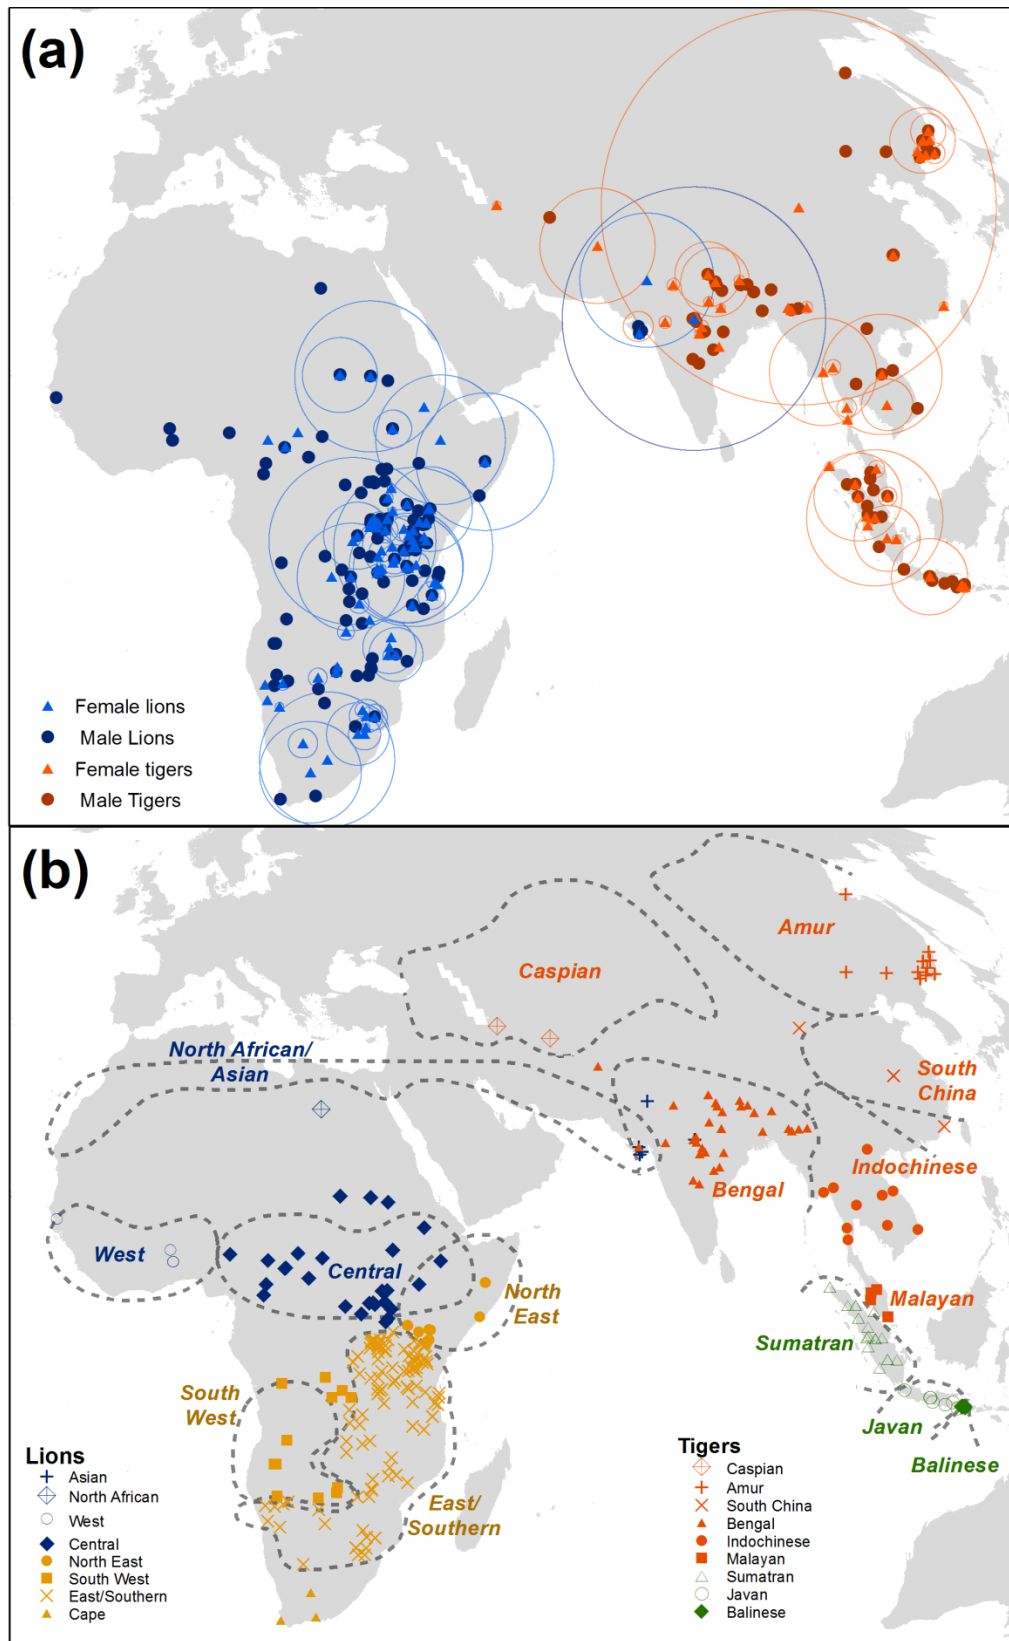 (a)
Female lions
Male Lions
Female tigers
Male Tigers
(b)
Amur
Caspian
North African/
Asian
South
China
Indochinese
Bengal
West
Central
North
East
Malayan
Sumatran
South
West
Javan
Balinese
East/
Southern
Lions
Asian
North African
West
Central
North East
South West
East/Southern
Cape
Tigers
Caspian
Amur
South China
Bengal
Indochinese
Malayan
Sumatran
Javan
Balinese